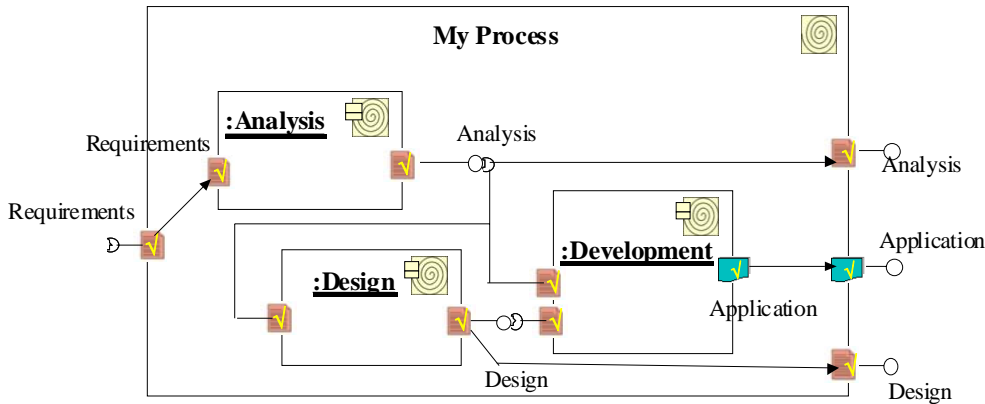 My Process
:Analysis
Analysis
Requirements
Analysis
Requirements
Application
:Development
:Design
Application
Design
Design